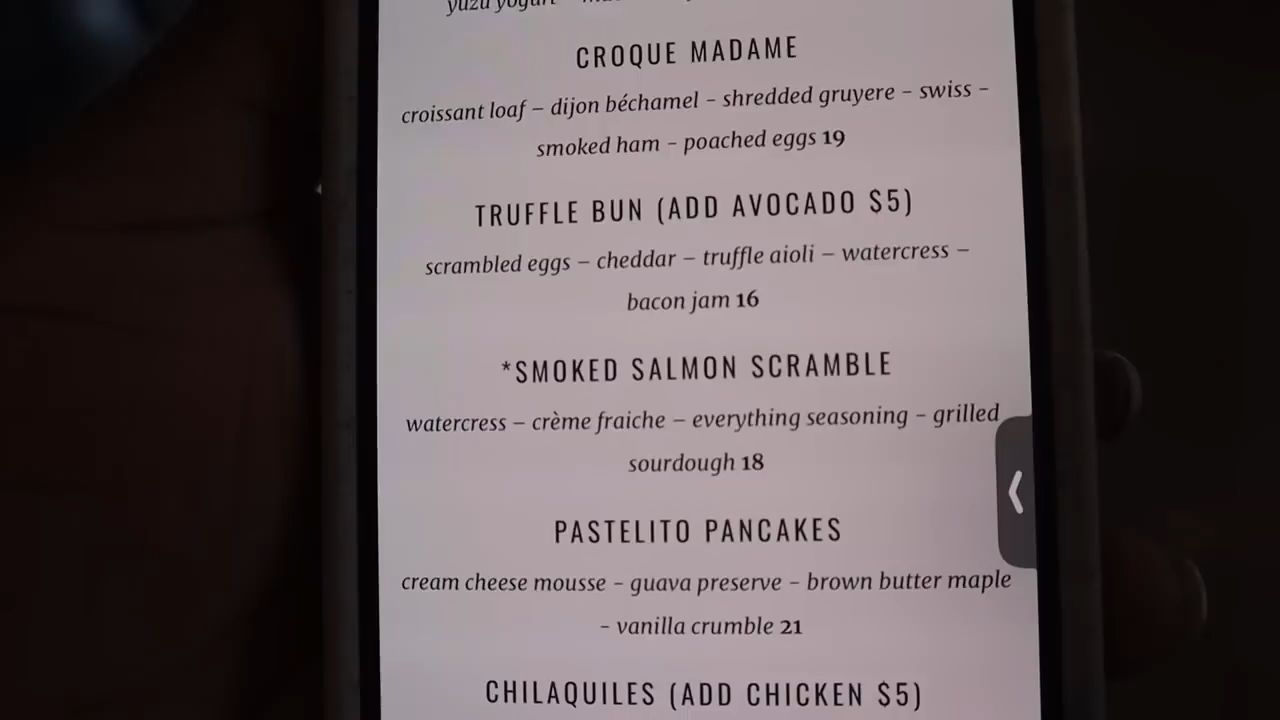 yuzu yogurt
CROQUE MADAME
croissant loaf – dijon béchamel – shredded gruyere – swiss –
smoked ham – poached eggs 19
TRUFFLE BUN (ADD AVOCADO $5)
scrambled eggs – cheddar – truffle aioli – watercress –
bacon jam 16
*SMOKED SALMON SCRAMBLE
watercress – crème fraiche – everything seasoning – grilled
sourdough 18
PASTELITO PANCAKES
cream cheese mousse – guava preserve – brown butter maple
– vanilla crumble 21
CHILAQUILES (ADD CHICKEN $5)